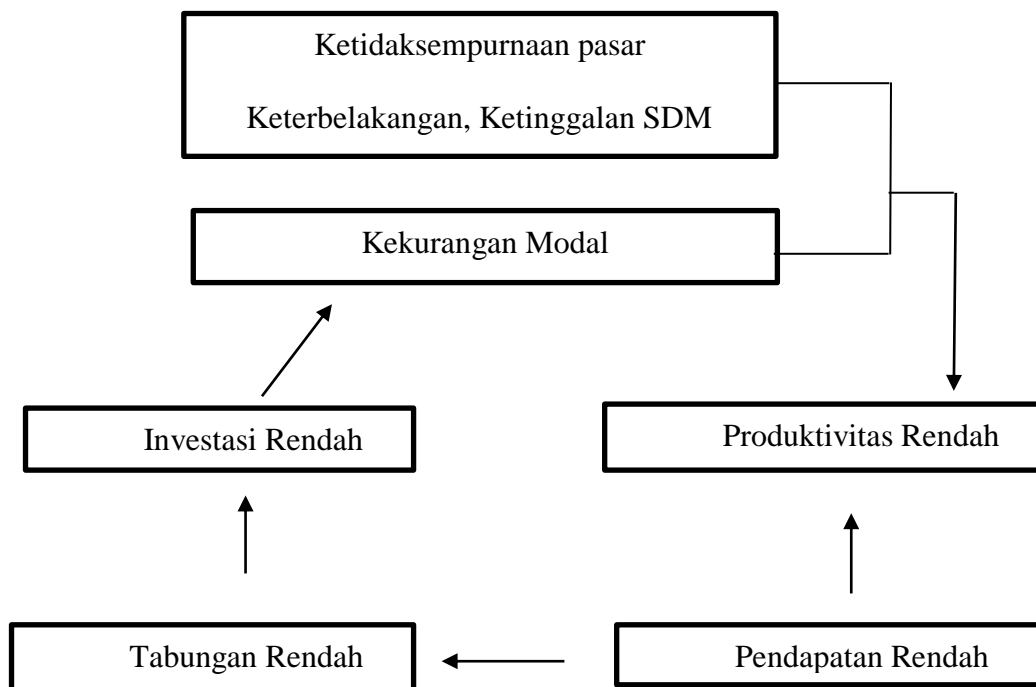 Ketidaksempurnaan pasar
Keterbelakangan, Ketinggalan SDM
Kekurangan Modal
Investasi Rendah
Produktivitas Rendah
Tabungan Rendah
Pendapatan Rendah